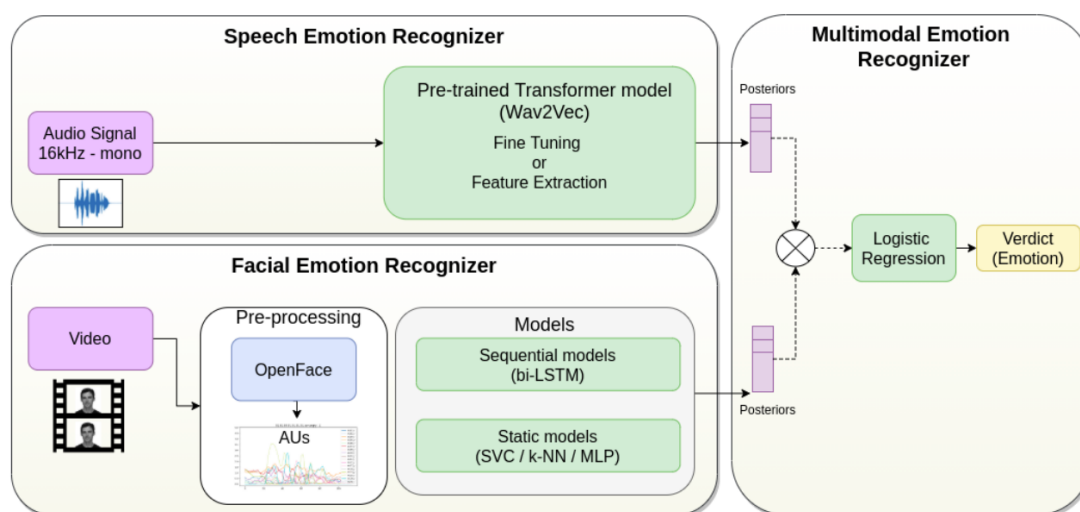 Speech Emotion Recognizer
Audio Signal
16kHz - mono
Pre-trained Transformer model
(Wav2Vec)
Fine Tuning
or
Feature Extraction
Facial Emotion Recognizer
Video
Pre-processing
OpenFace
AUs
Models
Sequential models
(bi-LSTM)
Static models
(SVC / k-NN / MLP)
Multimodal Emotion
Recognizer
Posteriors
Logistic
Regression
Verdict
(Emotion)
Posteriors